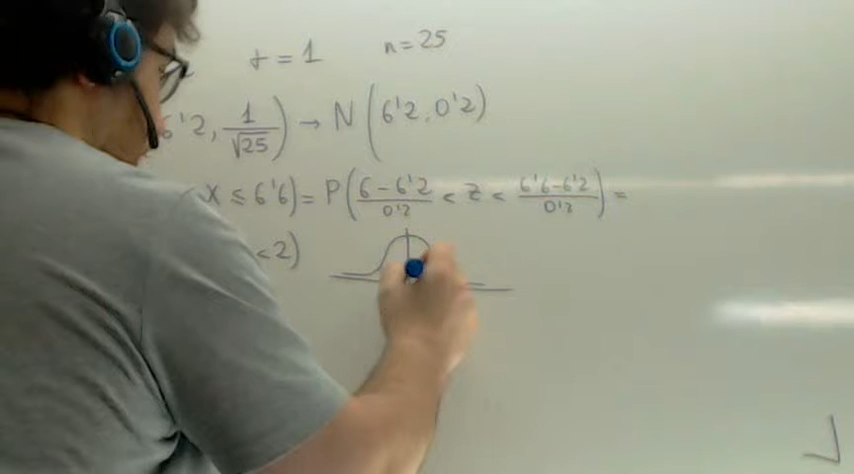 σ = 1 n = 25
6'2, 1/√25) → N(6'2, 0'2)
X ≤ 6'6) = P(6 - 6'2/0'2 < Z < 6'6 - 6'2/0'2) =
< 2)